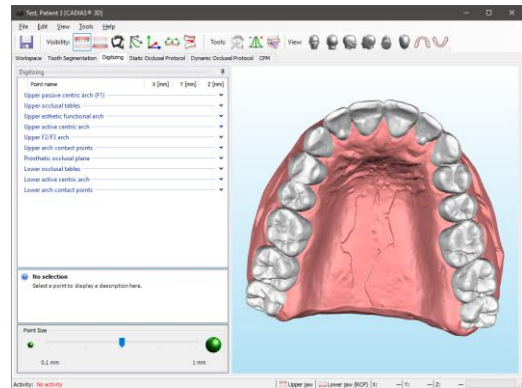 Test, Patient J [CADIAS® 3D]
File Edit View Tools Help
Visibility: Tools: View
Workspace Tooth Segmentation Digitizing Static Occlusal Protocol Dynamic Occlusal Protocol CPM
Digitizing
Point name X [mm] Y [mm] Z [mm]
Upper passive centric arch (F1)
Upper occlusal tables
Upper esthetic functional arch
Upper active centric arch
Upper F2/F3 arch
Upper arch contact points
Prosthetic occlusal plane
Lower occlusal tables
Lower active centric arch
Lower arch contact points
No selection
Select a point to display a description here.
Point Size
0.1 mm 1 mm
Activity: No activity Upper jaw Lower jaw (RCP) X: — Y: — Z: —